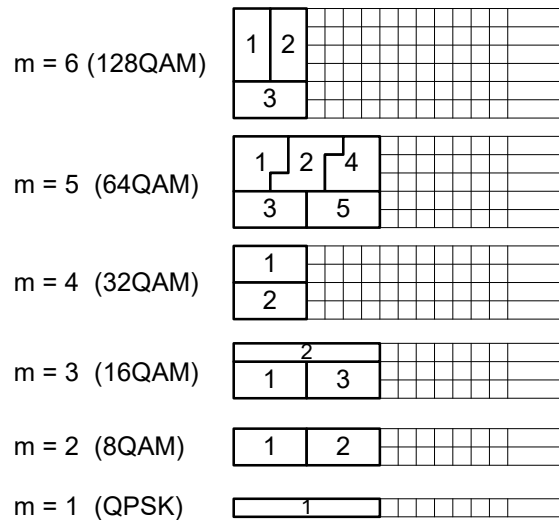 m = 6 (128QAM)
1 2
3
m = 5 (64QAM)
1 2 4
3 5
m = 4 (32QAM)
1
2
m = 3 (16QAM)
2
1 3
m = 2 (8QAM)
1 2
m = 1 (QPSK)
1